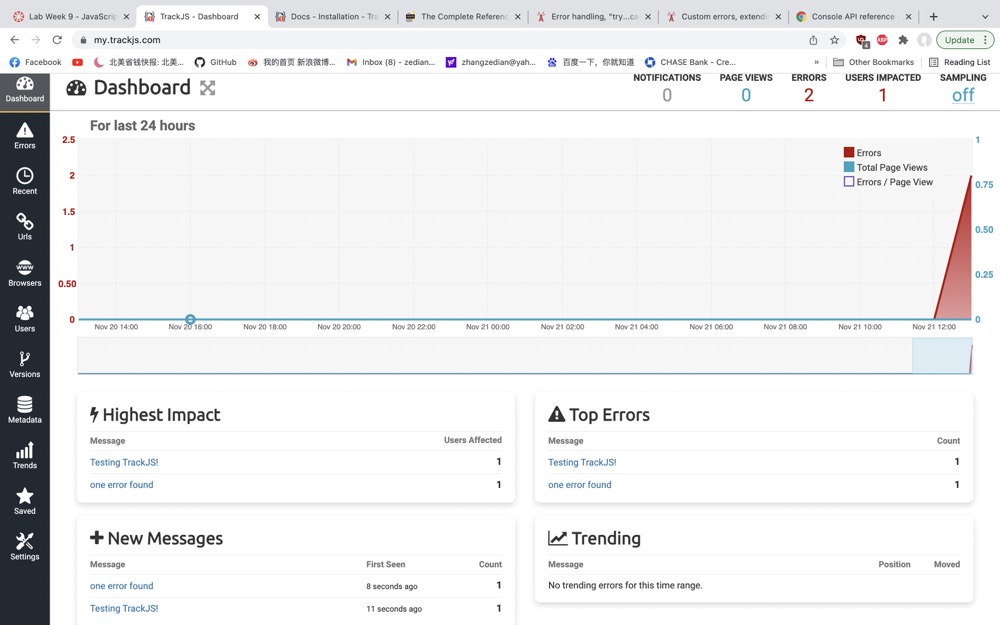 Lab Week 9 - JavaScrip
TrackJS - Dashboard
Docs - Installation - Tra
The Complete Referenc
Error handling, "try...ca
Custom errors, extendi
Console API reference
my.trackjs.com
Update
Facebook
北美省钱快报: 北美...
GitHub
我的首页 新浪微博...
Inbox (8) - zedian...
zhangzedian@yah...
百度一下，你就知道
CHASE Bank - Cre...
»
Other Bookmarks
Reading List
Dashboard
Errors
Recent
Urls
Browsers
Users
Versions
Metadata
Trends
Saved
Settings
Dashboard
NOTIFICATIONS
0
PAGE VIEWS
0
ERRORS
2
USERS IMPACTED
1
SAMPLING
off
For last 24 hours
2.5
2
1.5
1
0.50
0
1
0.75
0.50
0.25
0
Errors
Total Page Views
Errors / Page View
Nov 20 14:00
Nov 20 16:00
Nov 20 18:00
Nov 20 20:00
Nov 20 22:00
Nov 21 00:00
Nov 21 02:00
Nov 21 04:00
Nov 21 06:00
Nov 21 08:00
Nov 21 10:00
Nov 21 12:00
Highest Impact
Message Users Affected
Testing TrackJS! 1
one error found 1
Top Errors
Message Count
Testing TrackJS! 1
one error found 1
New Messages
Message First Seen Count
one error found 8 seconds ago 1
Testing TrackJS! 11 seconds ago 1
Trending
Message Position Moved
No trending errors for this time range.